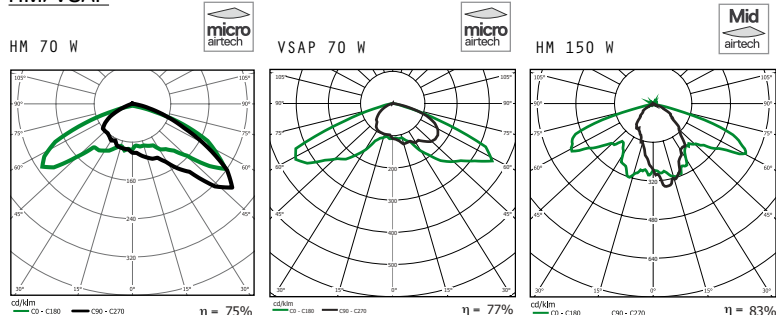 HM/VSAP
micro
airtech
micro
airtech
Mid
airtech
HM 70 W
VSAP 70 W
HM 150 W
105° 105°
90° 90°
75° 75°
60° 60°
45° 45°
160
240
320
30° 15° 0° 15° 30°
cd/klm
C0 - C180 C90 - C270
η = 75%
105° 105°
90° 90°
75° 75°
60° 60°
45° 45°
200
300
400
500
30° 15° 0° 15° 30°
cd/klm
C0 - C180 C90 - C270
η = 77%
105° 105°
90° 90°
75° 75°
60° 60°
45° 45°
320
480
640
30° 15° 0° 15° 30°
cd/klm
C0 - C180 C90 - C270
η = 83%